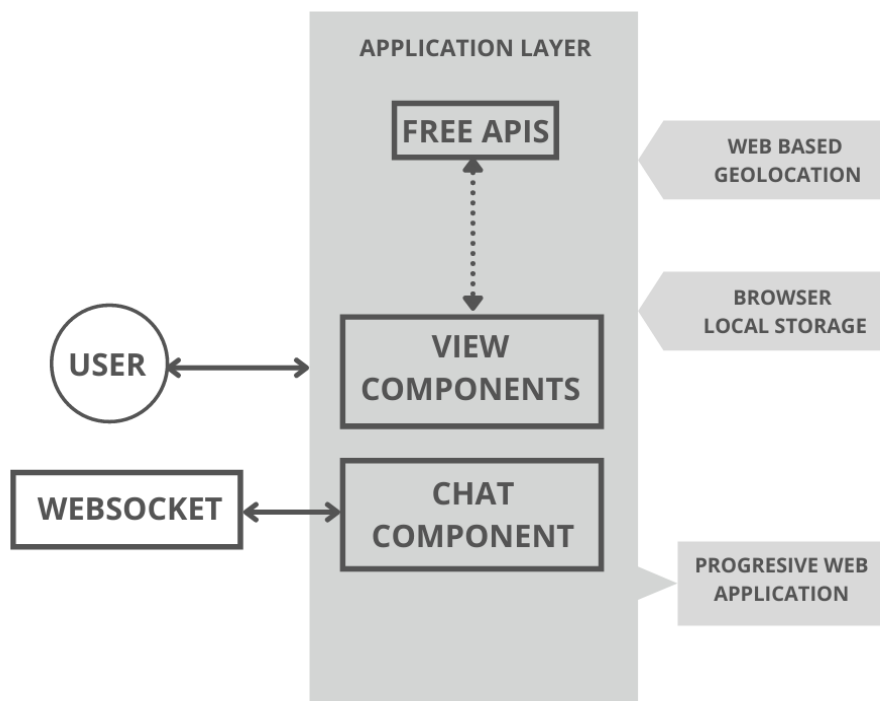 APPLICATION LAYER
FREE APIS
WEB BASED
GEOLOCATION
BROWSER
LOCAL STORAGE
USER
VIEW
COMPONENTS
WEBSOCKET
CHAT
COMPONENT
PROGRESIVE WEB
APPLICATION